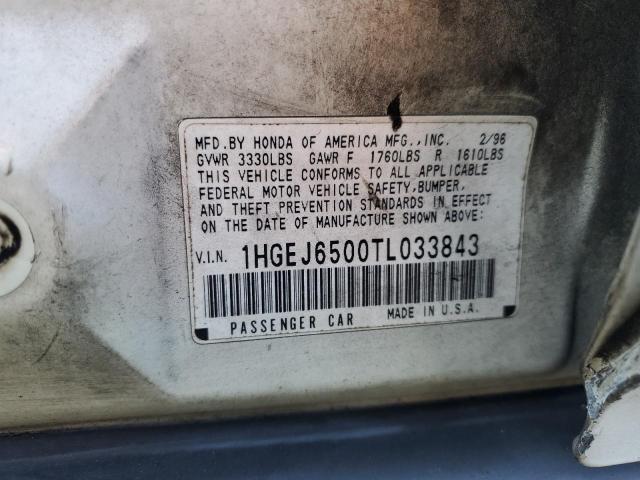 MFD.BY HONDA OF AMERICA MFG.,INC. 2/96
GVWR 3330LBS GAWR F 1760LBS R 1610LBS
THIS VEHICLE CONFORMS TO ALL APPLICABLE
FEDERAL MOTOR VEHICLE SAFETY,BUMPER,
AND THEFT PREVENTION STANDARDS IN EFFECT
ON THE DATE OF MANUFACTURE SHOWN ABOVE:
V.I.N. 1HGEJ6500TL033843
PASSENGER CAR MADE IN U.S.A.